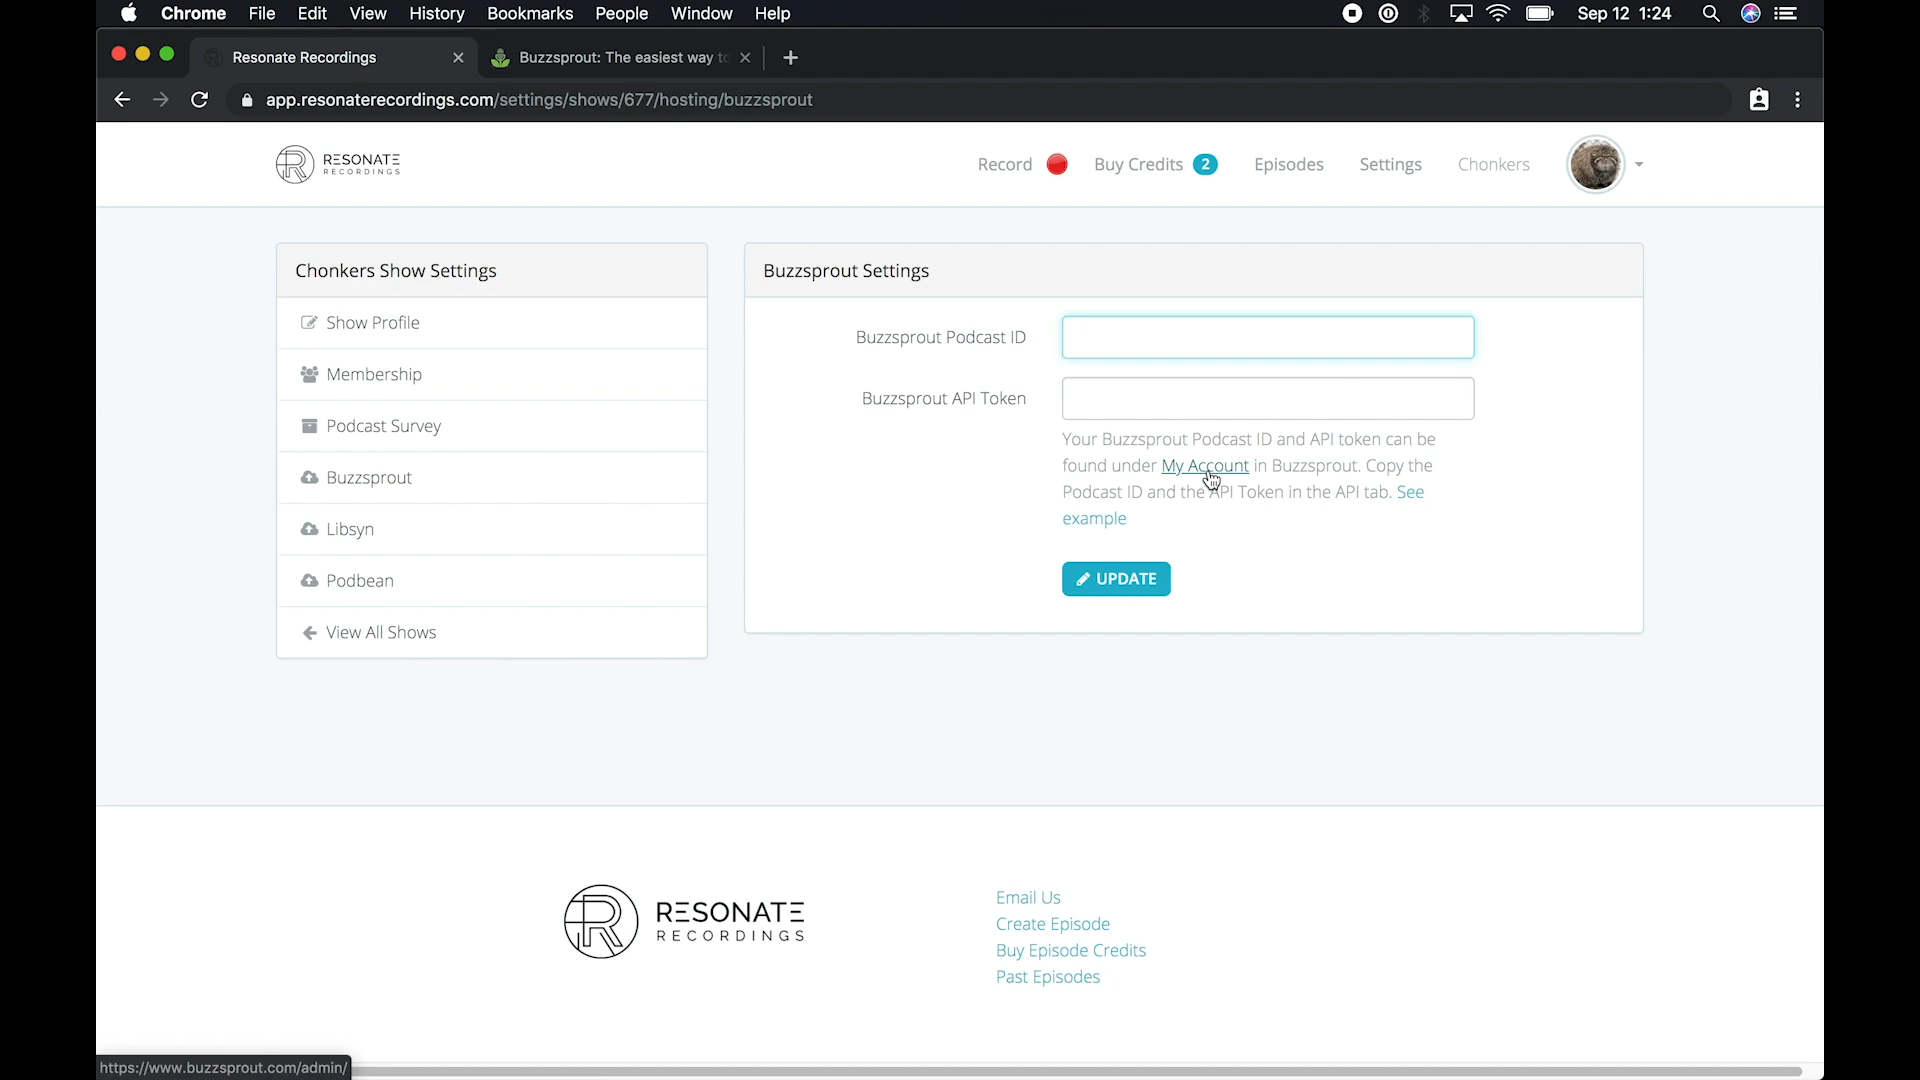 Chrome File Edit View History Bookmarks People Window Help Sep 12 1:24
Resonate Recordings Buzzsprout: The easiest way to
app.resonaterecordings.com/settings/shows/677/hosting/buzzsprout
RESONATE
RECORDINGS
Record Buy Credits 2 Episodes Settings Chonkers
Chonkers Show Settings
Show Profile
Membership
Podcast Survey
Buzzsprout
Libsyn
Podbean
View All Shows
Buzzsprout Settings
Buzzsprout Podcast ID
Buzzsprout API Token
Your Buzzsprout Podcast ID and API token can be
found under My Account in Buzzsprout. Copy the
Podcast ID and the API Token in the API tab. See
example
UPDATE
RESONATE
RECORDINGS
Email Us
Create Episode
Buy Episode Credits
Past Episodes
https://www.buzzsprout.com/admin/